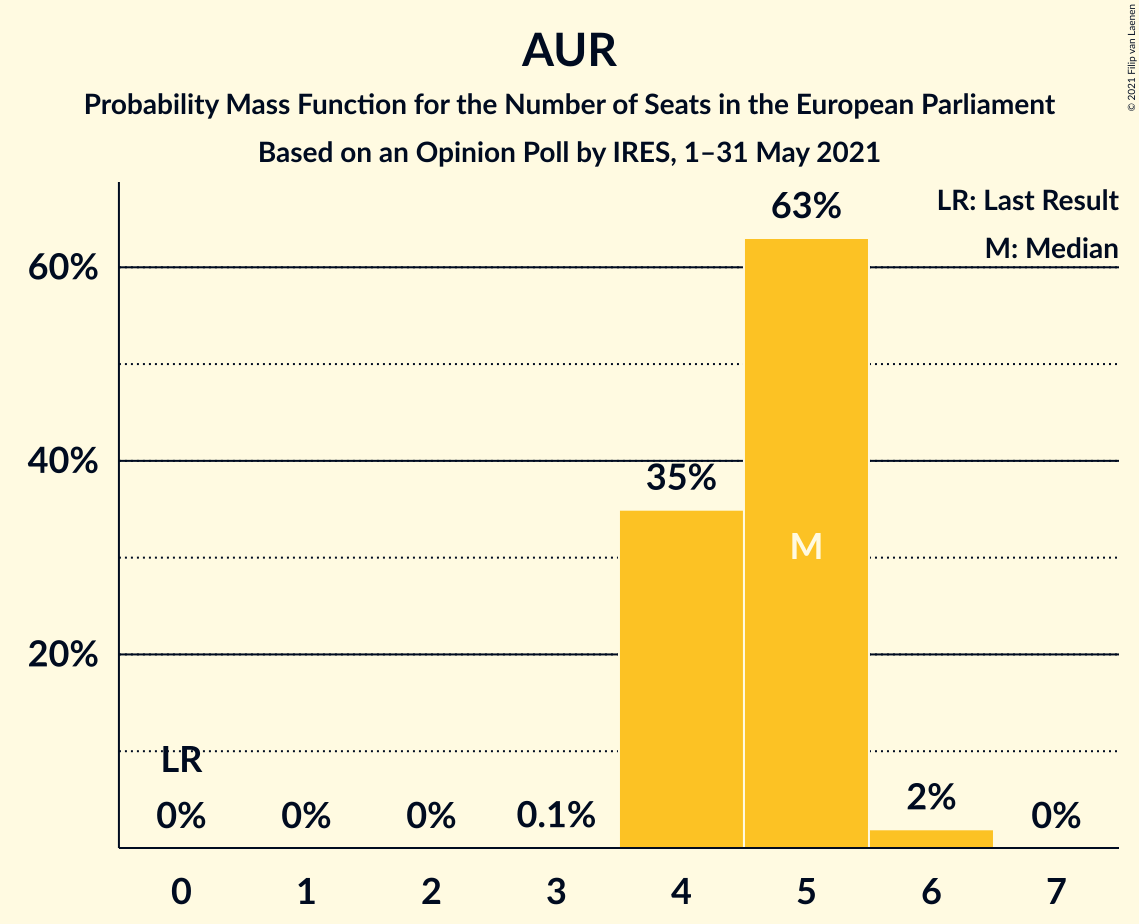 AUR
Probability Mass Function for the Number of Seats in the European Parliament
Based on an Opinion Poll by IRES, 1–31 May 2021
© 2021 Filip van Laenen
LR: Last Result
M: Median
63%
60%
40%
35%
M
20%
LR
0%
0%
0%
0.1%
2%
0%
0
1
2
3
4
5
6
7